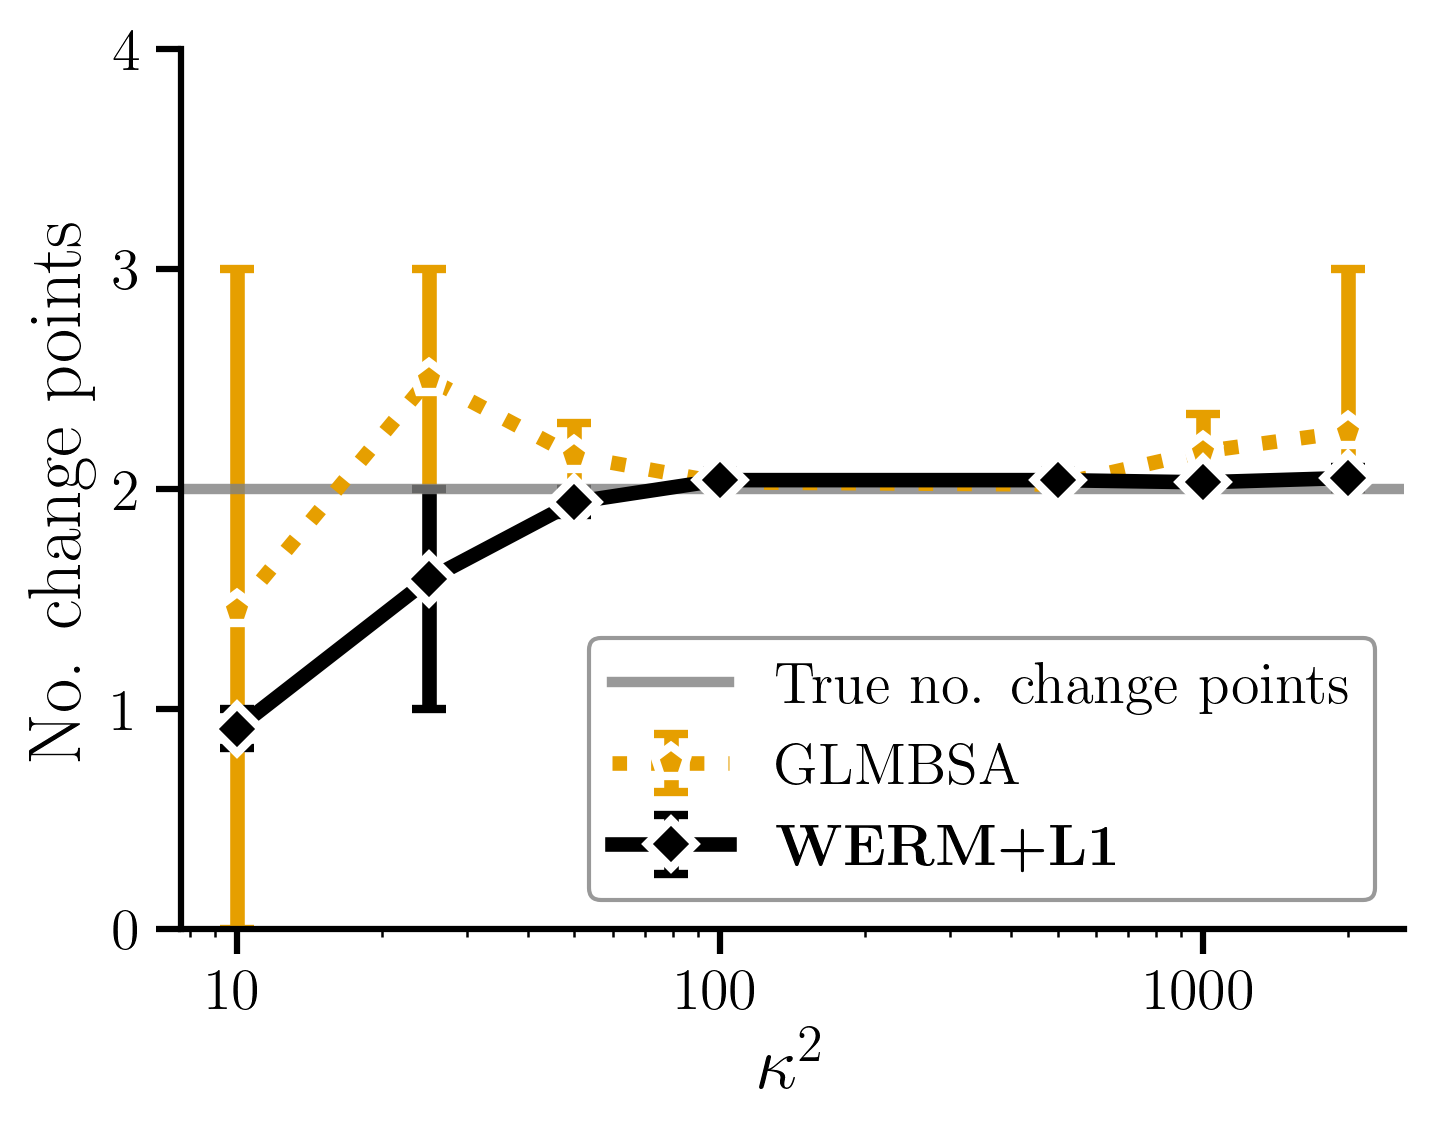 4
3
2
1
0
No. change points
True no. change points
GLMBSA
WERM+L1
10 100 1000
κ²